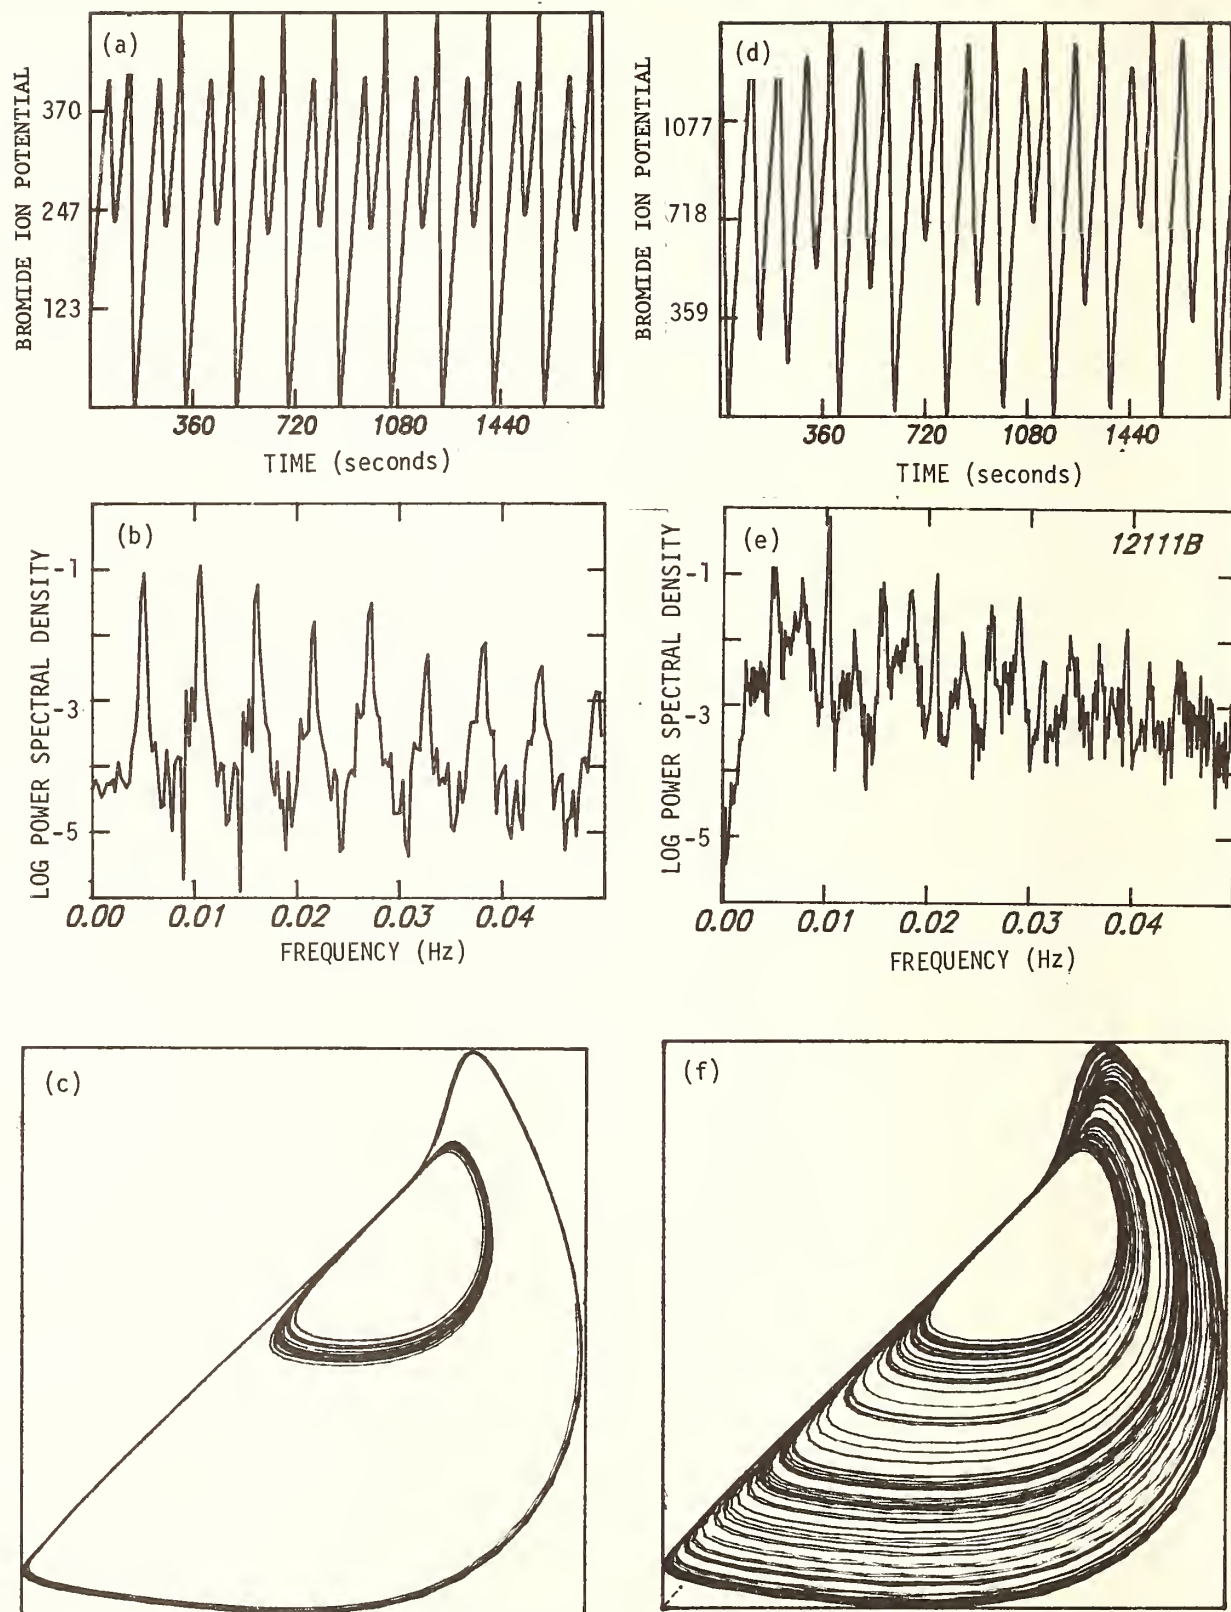 (a)
BROMIDE ION POTENTIAL
370
247
123
360 720 1080 1440
TIME (seconds)
(d)
BROMIDE ION POTENTIAL
1077
718
359
360 720 1080 1440
TIME (seconds)
(b)
LOG POWER SPECTRAL DENSITY
-1
-3
-5
0.00 0.01 0.02 0.03 0.04
FREQUENCY (Hz)
(e)
12111B
LOG POWER SPECTRAL DENSITY
-1
-3
-5
0.00 0.01 0.02 0.03 0.04
FREQUENCY (Hz)
(c)
(f)